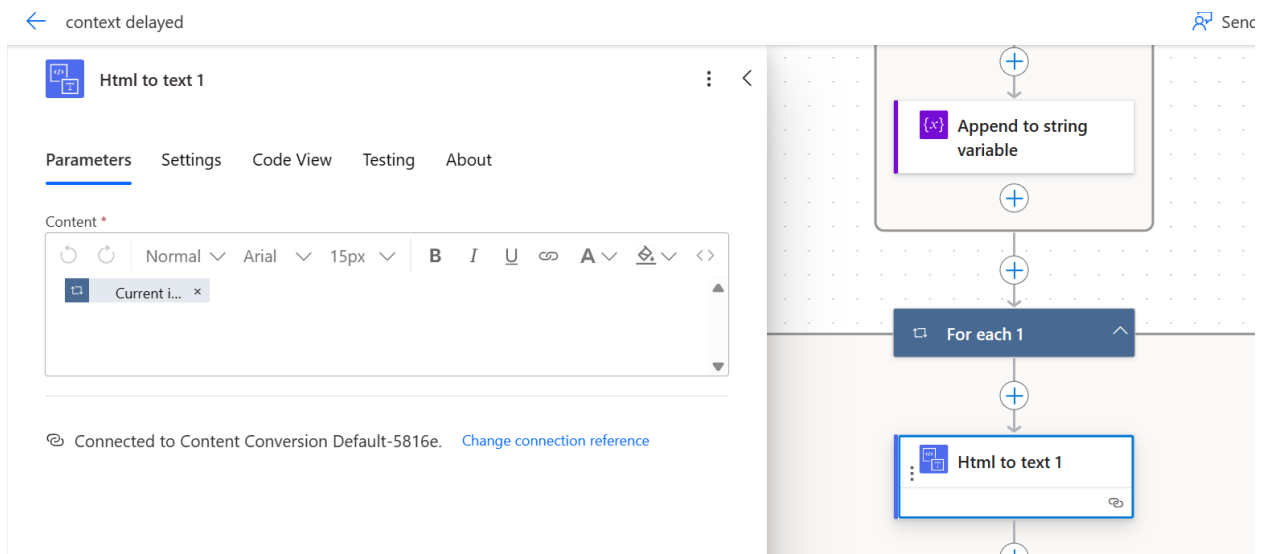 context delayed
Send
Html to text 1
Parameters Settings Code View Testing About
Content *
Normal Arial 15px B I U A
Current i... ×
Connected to Content Conversion Default-5816e. Change connection reference
{x} Append to string
variable
For each 1
Html to text 1